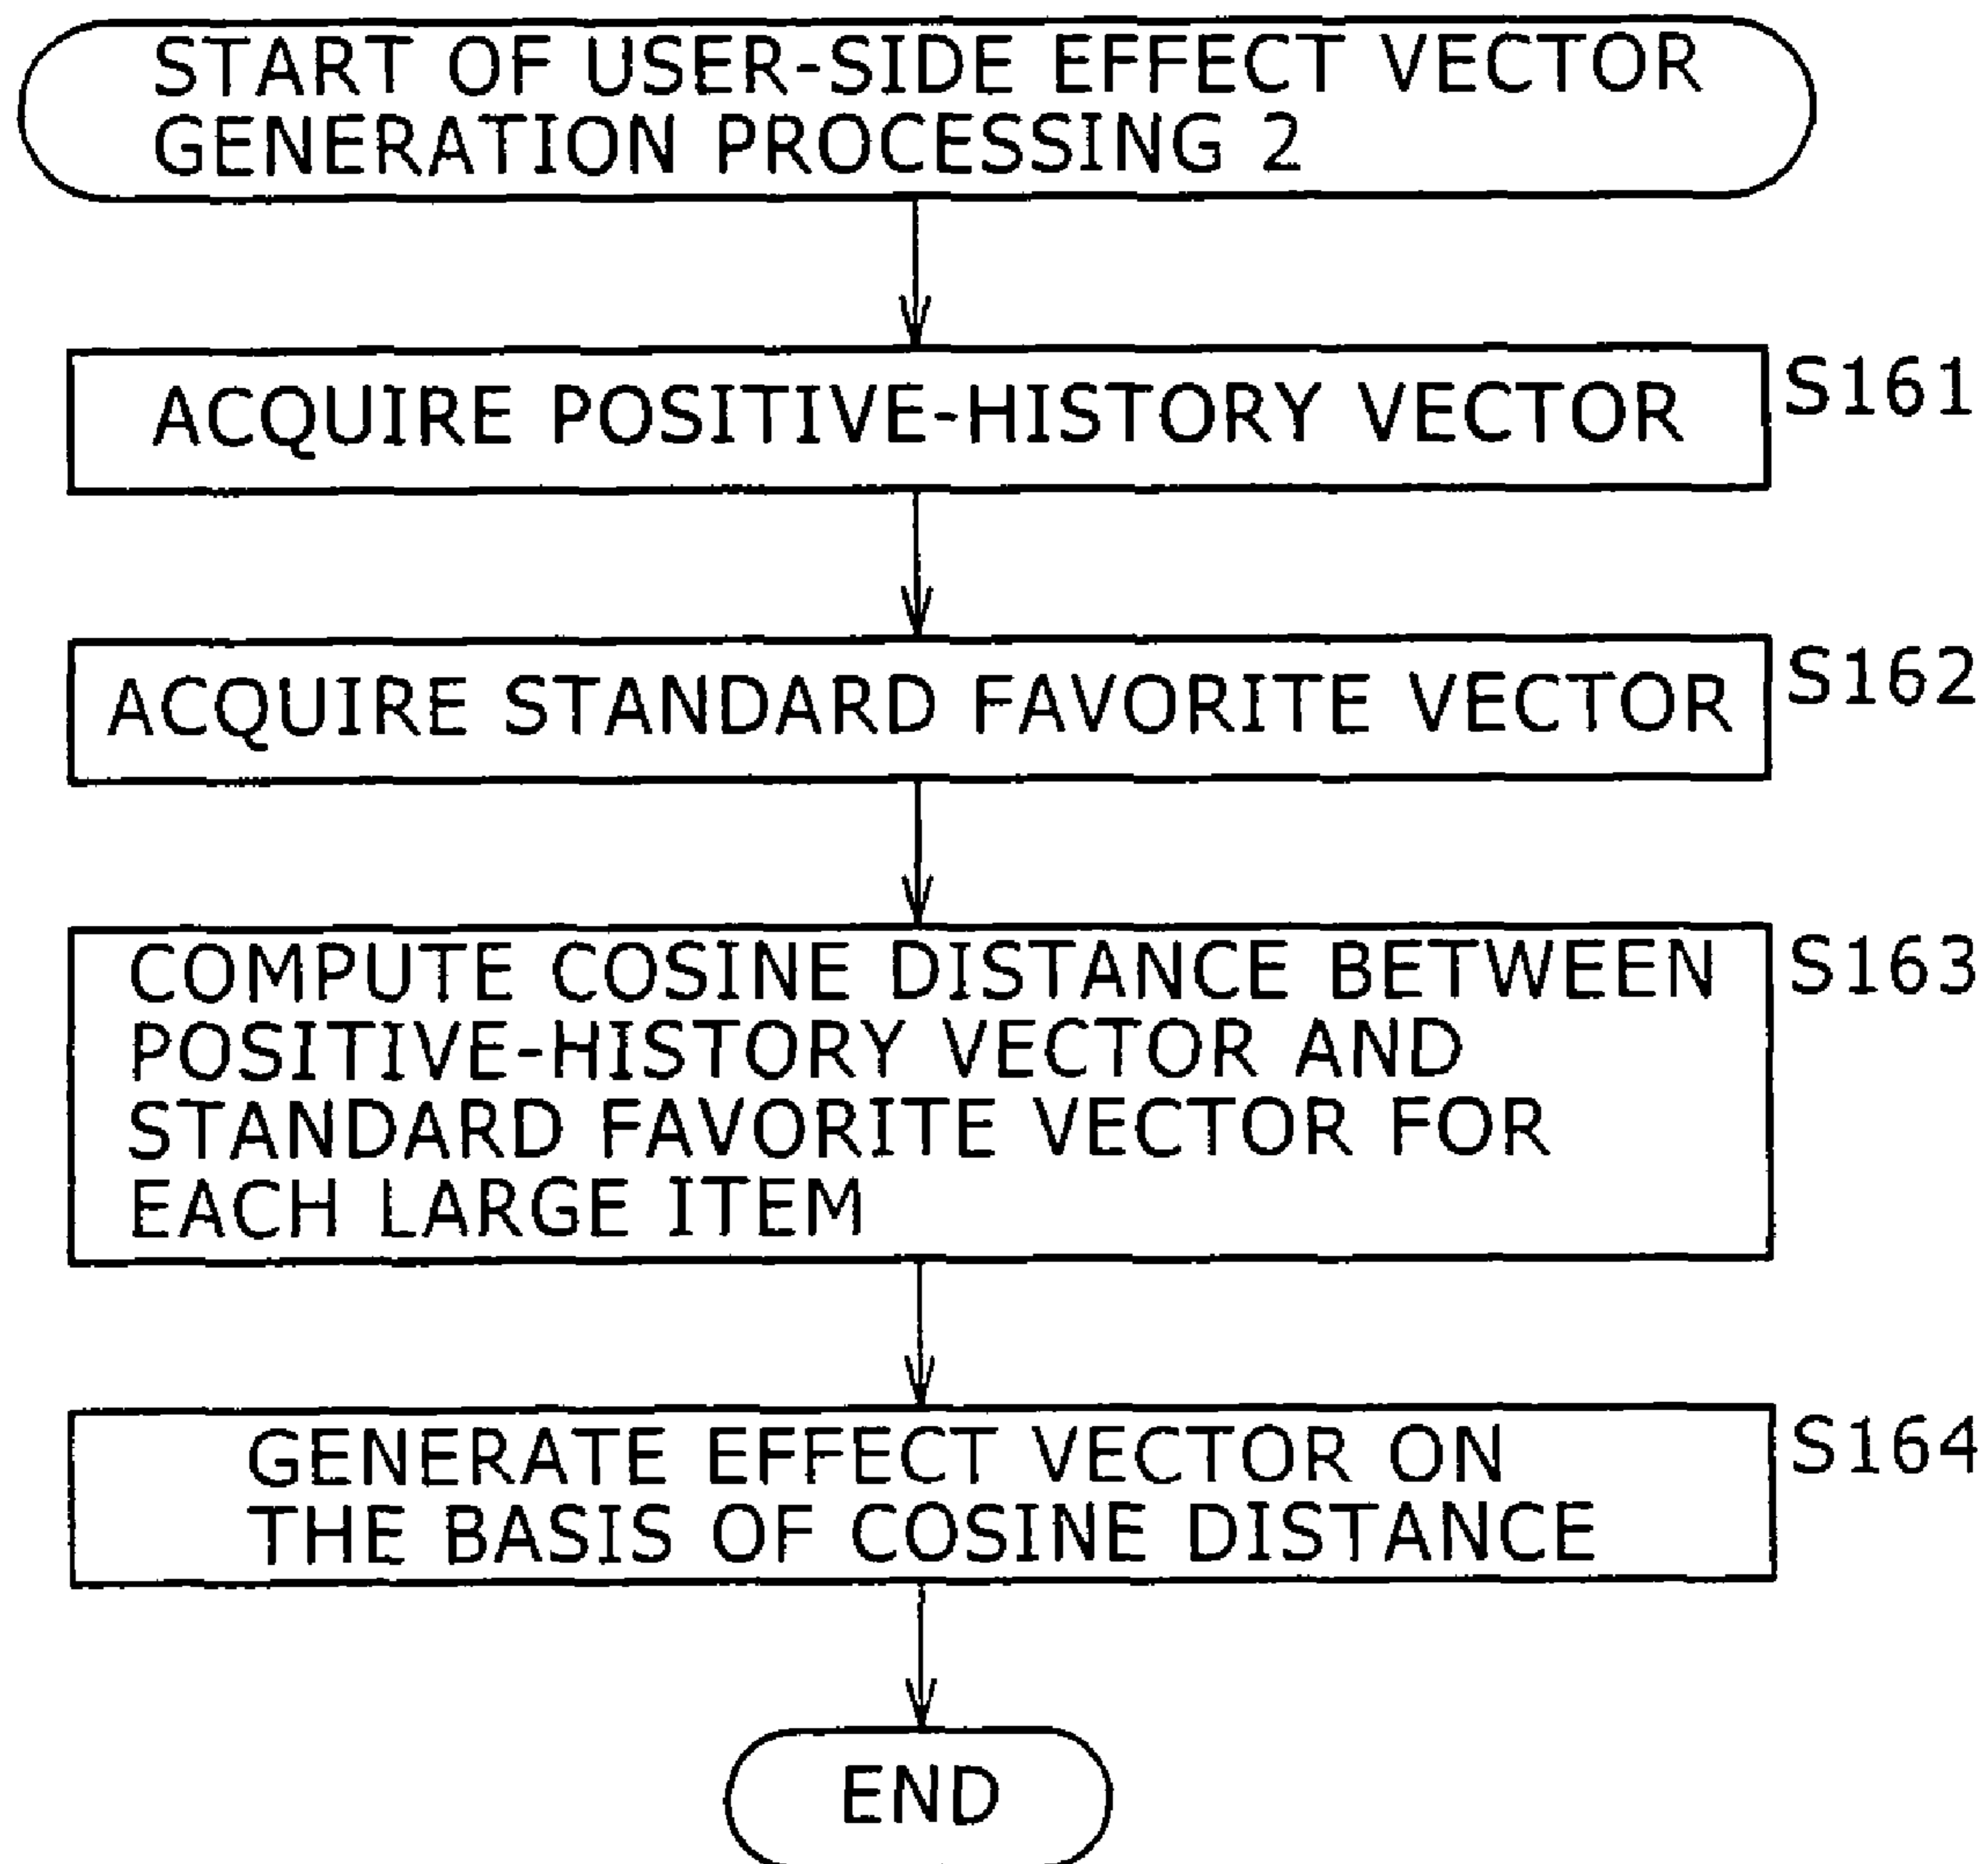 START OF USER-SIDE EFFECT VECTOR
GENERATION PROCESSING 2
ACQUIRE POSITIVE-HISTORY VECTOR
S161
ACQUIRE STANDARD FAVORITE VECTOR
S162
COMPUTE COSINE DISTANCE BETWEEN
POSITIVE-HISTORY VECTOR AND
STANDARD FAVORITE VECTOR FOR
EACH LARGE ITEM
S163
GENERATE EFFECT VECTOR ON
THE BASIS OF COSINE DISTANCE
S164
END